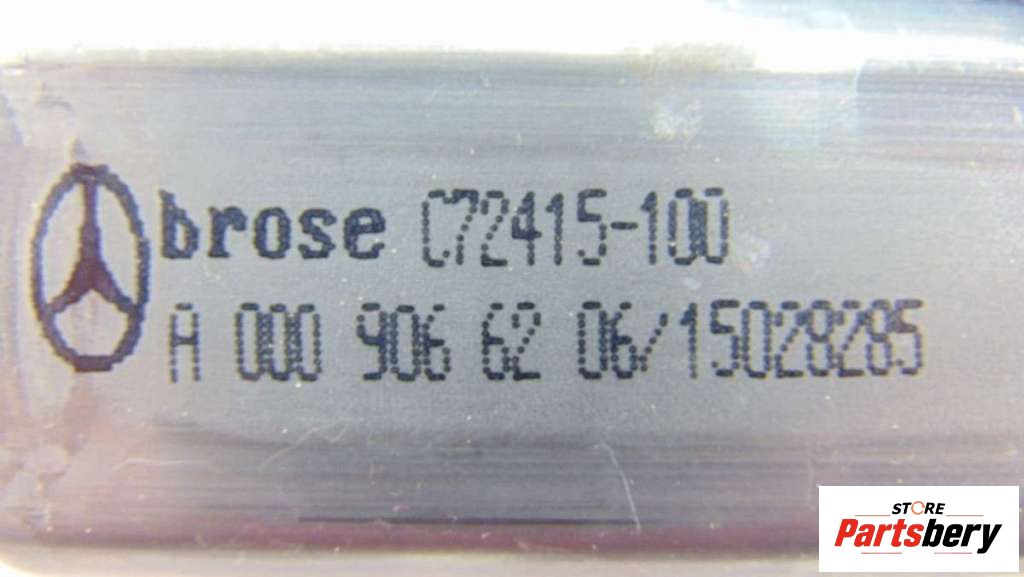 brose C72415-100
A 000 906 62 06/15028285
STORE
Partsbery